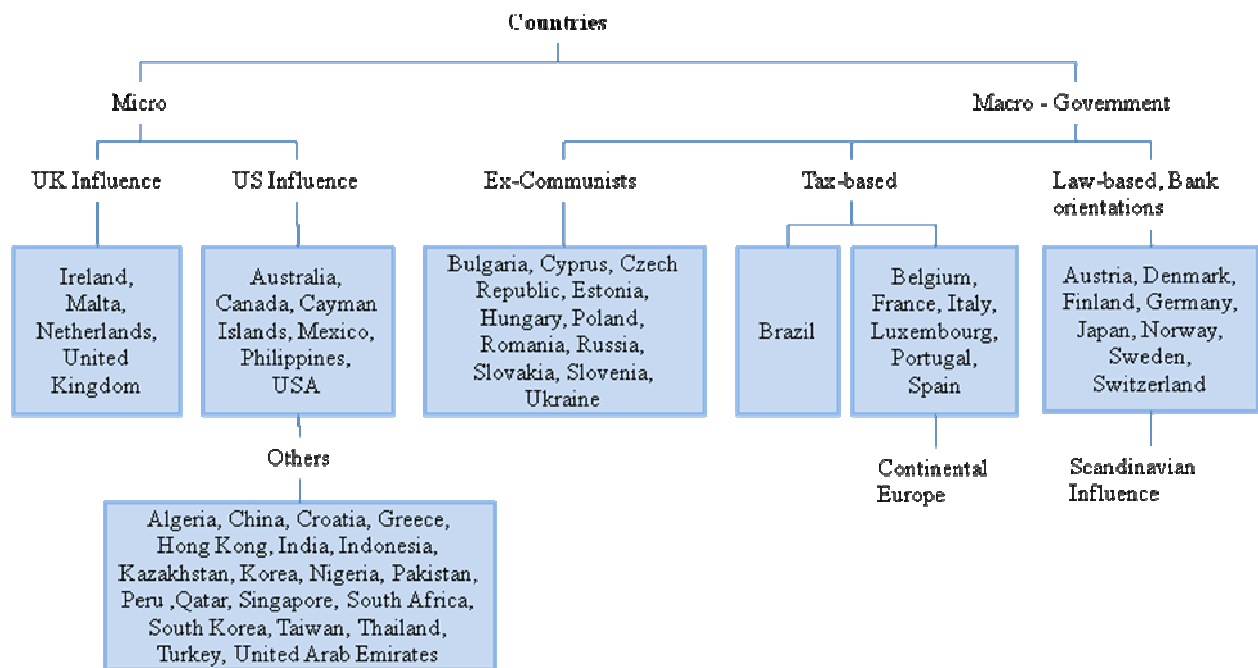 Countries
Micro
Macro - Government
UK Influence
US Influence
Ex-Communists
Tax-based
Law-based, Bank
orientations
Ireland,
Malta,
Netherlands,
United
Kingdom
Australia,
Canada, Cayman
Islands, Mexico,
Philippines,
USA
Bulgaria, Cyprus, Czech
Republic, Estonia,
Hungary, Poland,
Romania, Russia,
Slovakia, Slovenia,
Ukraine
Brazil
Belgium,
France, Italy,
Luxembourg,
Portugal,
Spain
Austria, Denmark,
Finland, Germany,
Japan, Norway,
Sweden,
Switzerland
Others
Continental
Europe
Scandinavian
Influence
Algeria, China, Croatia, Greece,
Hong Kong, India, Indonesia,
Kazakhstan, Korea, Nigeria, Pakistan,
Peru ,Qatar, Singapore, South Africa,
South Korea, Taiwan, Thailand,
Turkey, United Arab Emirates